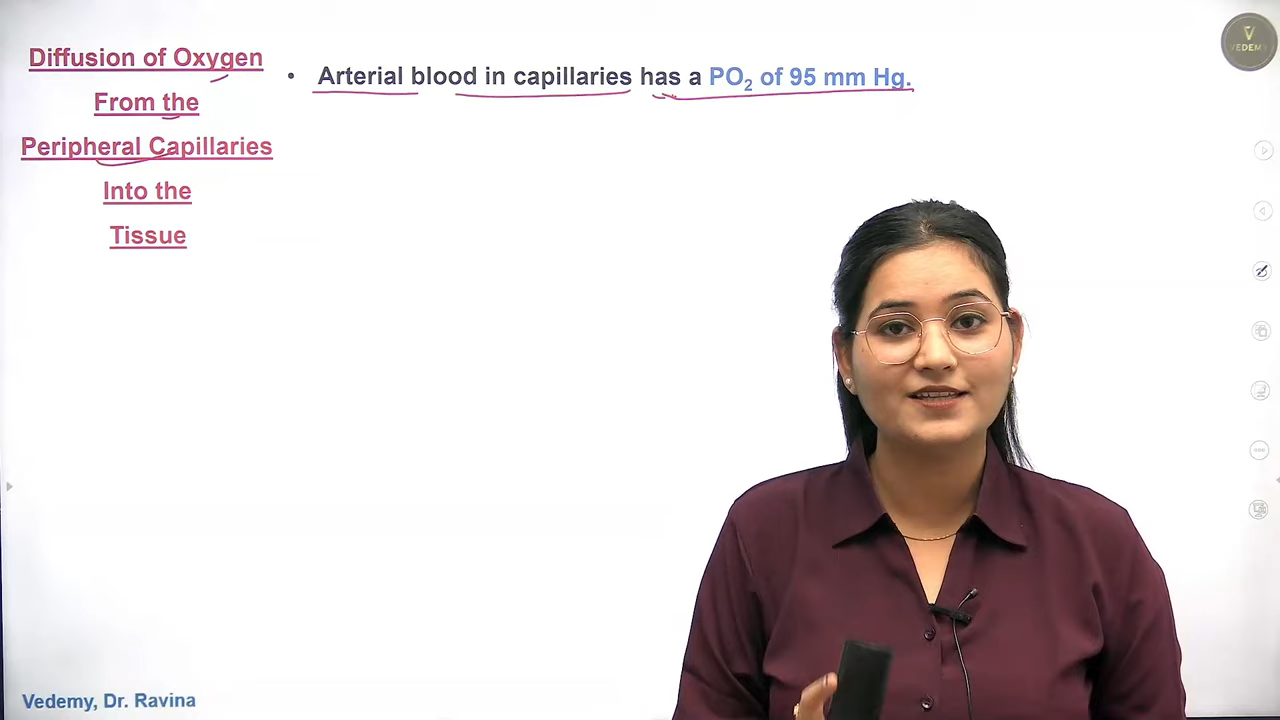 Diffusion of Oxygen
From the
Peripheral Capillaries
Into the
Tissue
• Arterial blood in capillaries has a PO₂ of 95 mm Hg.
VEDEMY
Vedemy, Dr. Ravina